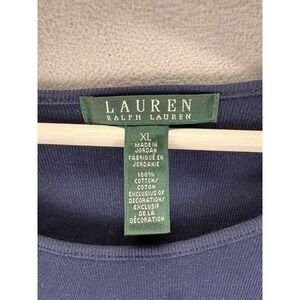 LAUREN
RALPH LAUREN
XL
MADE IN
JORDAN
FABRIQUÉ EN
JORDANIE
100%
COTTON/
COTON
EXCLUSIVE OF
DECORATION/
EXCLUSIF
DE LA
DÉCORATION